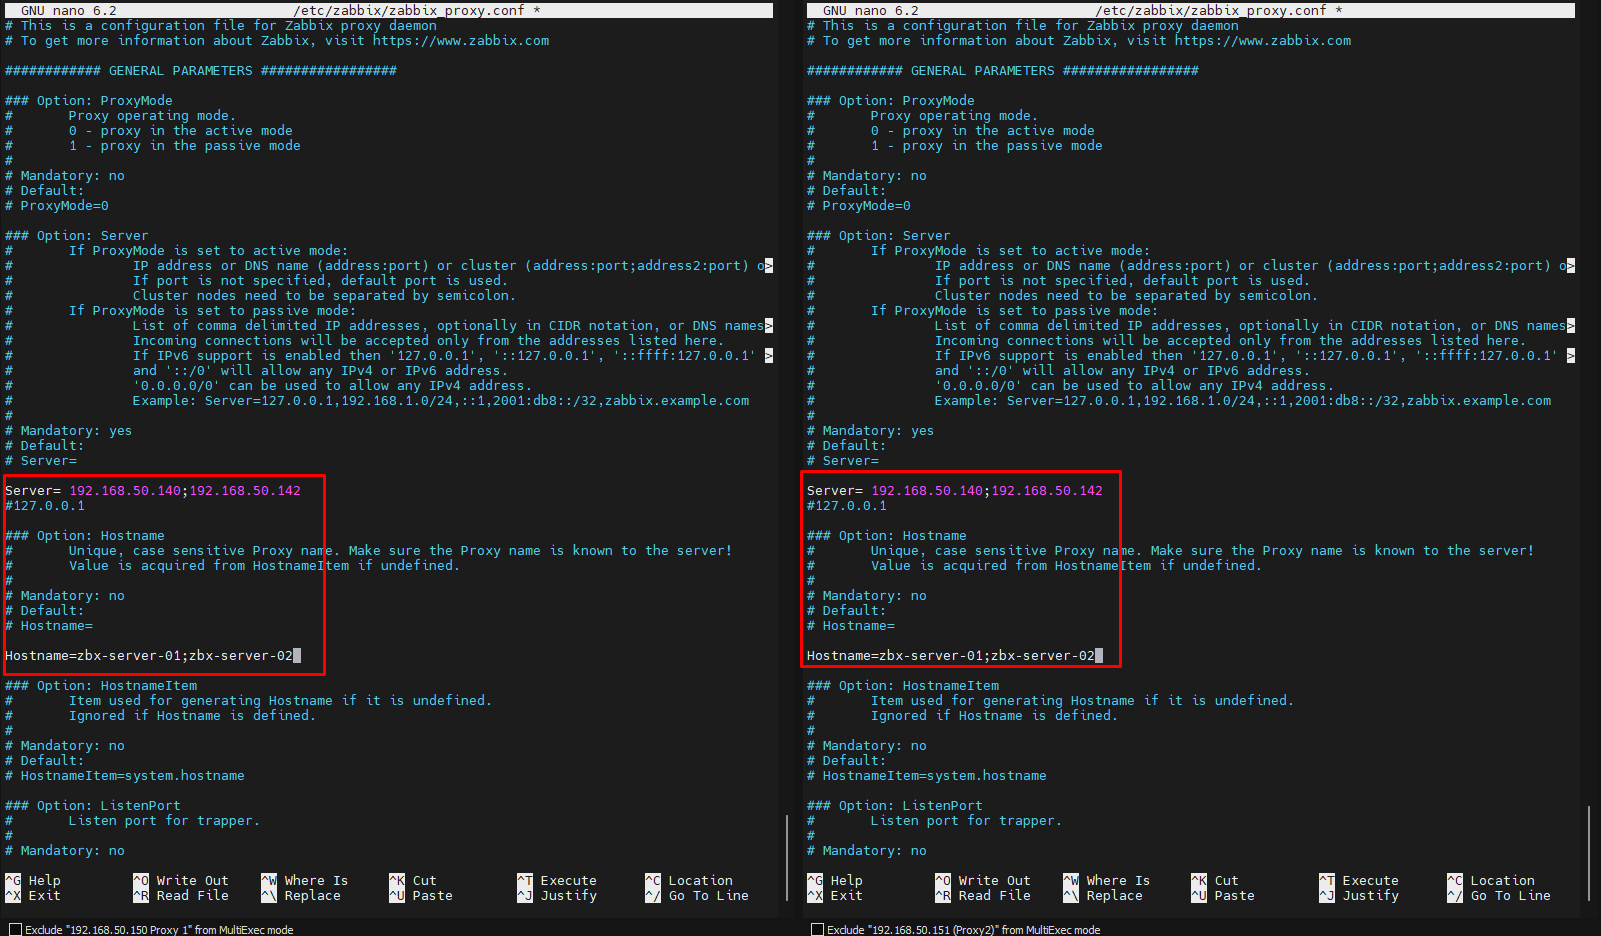 GNU nano 6.2 /etc/zabbix/zabbix_proxy.conf *
# This is a configuration file for Zabbix proxy daemon
# To get more information about Zabbix, visit https://www.zabbix.com
############ GENERAL PARAMETERS #################
### Option: ProxyMode
# Proxy operating mode.
# 0 - proxy in the active mode
# 1 - proxy in the passive mode
#
# Mandatory: no
# Default:
# ProxyMode=0
### Option: Server
# If ProxyMode is set to active mode:
# IP address or DNS name (address:port) or cluster (address:port;address2:port) o>
# If port is not specified, default port is used.
# Cluster nodes need to be separated by semicolon.
# If ProxyMode is set to passive mode:
# List of comma delimited IP addresses, optionally in CIDR notation, or DNS names>
# Incoming connections will be accepted only from the addresses listed here.
# If IPv6 support is enabled then '127.0.0.1', '::127.0.0.1', '::ffff:127.0.0.1' >
# and '::/0' will allow any IPv4 or IPv6 address.
# '0.0.0.0/0' can be used to allow any IPv4 address.
# Example: Server=127.0.0.1,192.168.1.0/24,::1,2001:db8::/32,zabbix.example.com
#
# Mandatory: yes
# Default:
# Server=
Server= 192.168.50.140;192.168.50.142
#127.0.0.1
### Option: Hostname
# Unique, case sensitive Proxy name. Make sure the Proxy name is known to the server!
# Value is acquired from HostnameItem if undefined.
#
# Mandatory: no
# Default:
# Hostname=
Hostname=zbx-server-01;zbx-server-02
### Option: HostnameItem
# Item used for generating Hostname if it is undefined.
# Ignored if Hostname is defined.
#
# Mandatory: no
# Default:
# HostnameItem=system.hostname
### Option: ListenPort
# Listen port for trapper.
#
# Mandatory: no
^G Help ^O Write Out ^W Where Is ^K Cut ^T Execute ^C Location
^X Exit ^R Read File ^\ Replace ^U Paste ^J Justify ^/ Go To Line
Exclude "192.168.50.150 Proxy 1" from MultiExec mode
GNU nano 6.2 /etc/zabbix/zabbix_proxy.conf *
# This is a configuration file for Zabbix proxy daemon
# To get more information about Zabbix, visit https://www.zabbix.com
############ GENERAL PARAMETERS #################
### Option: ProxyMode
# Proxy operating mode.
# 0 - proxy in the active mode
# 1 - proxy in the passive mode
#
# Mandatory: no
# Default:
# ProxyMode=0
### Option: Server
# If ProxyMode is set to active mode:
# IP address or DNS name (address:port) or cluster (address:port;address2:port) o>
# If port is not specified, default port is used.
# Cluster nodes need to be separated by semicolon.
# If ProxyMode is set to passive mode:
# List of comma delimited IP addresses, optionally in CIDR notation, or DNS names>
# Incoming connections will be accepted only from the addresses listed here.
# If IPv6 support is enabled then '127.0.0.1', '::127.0.0.1', '::ffff:127.0.0.1' >
# and '::/0' will allow any IPv4 or IPv6 address.
# '0.0.0.0/0' can be used to allow any IPv4 address.
# Example: Server=127.0.0.1,192.168.1.0/24,::1,2001:db8::/32,zabbix.example.com
#
# Mandatory: yes
# Default:
# Server=
Server= 192.168.50.140;192.168.50.142
#127.0.0.1
### Option: Hostname
# Unique, case sensitive Proxy name. Make sure the Proxy name is known to the server!
# Value is acquired from HostnameItem if undefined.
#
# Mandatory: no
# Default:
# Hostname=
Hostname=zbx-server-01;zbx-server-02
### Option: HostnameItem
# Item used for generating Hostname if it is undefined.
# Ignored if Hostname is defined.
#
# Mandatory: no
# Default:
# HostnameItem=system.hostname
### Option: ListenPort
# Listen port for trapper.
#
# Mandatory: no
^G Help ^O Write Out ^W Where Is ^K Cut ^T Execute ^C Location
^X Exit ^R Read File ^\ Replace ^U Paste ^J Justify ^/ Go To Line
Exclude "192.168.50.151 (Proxy2)" from MultiExec mode